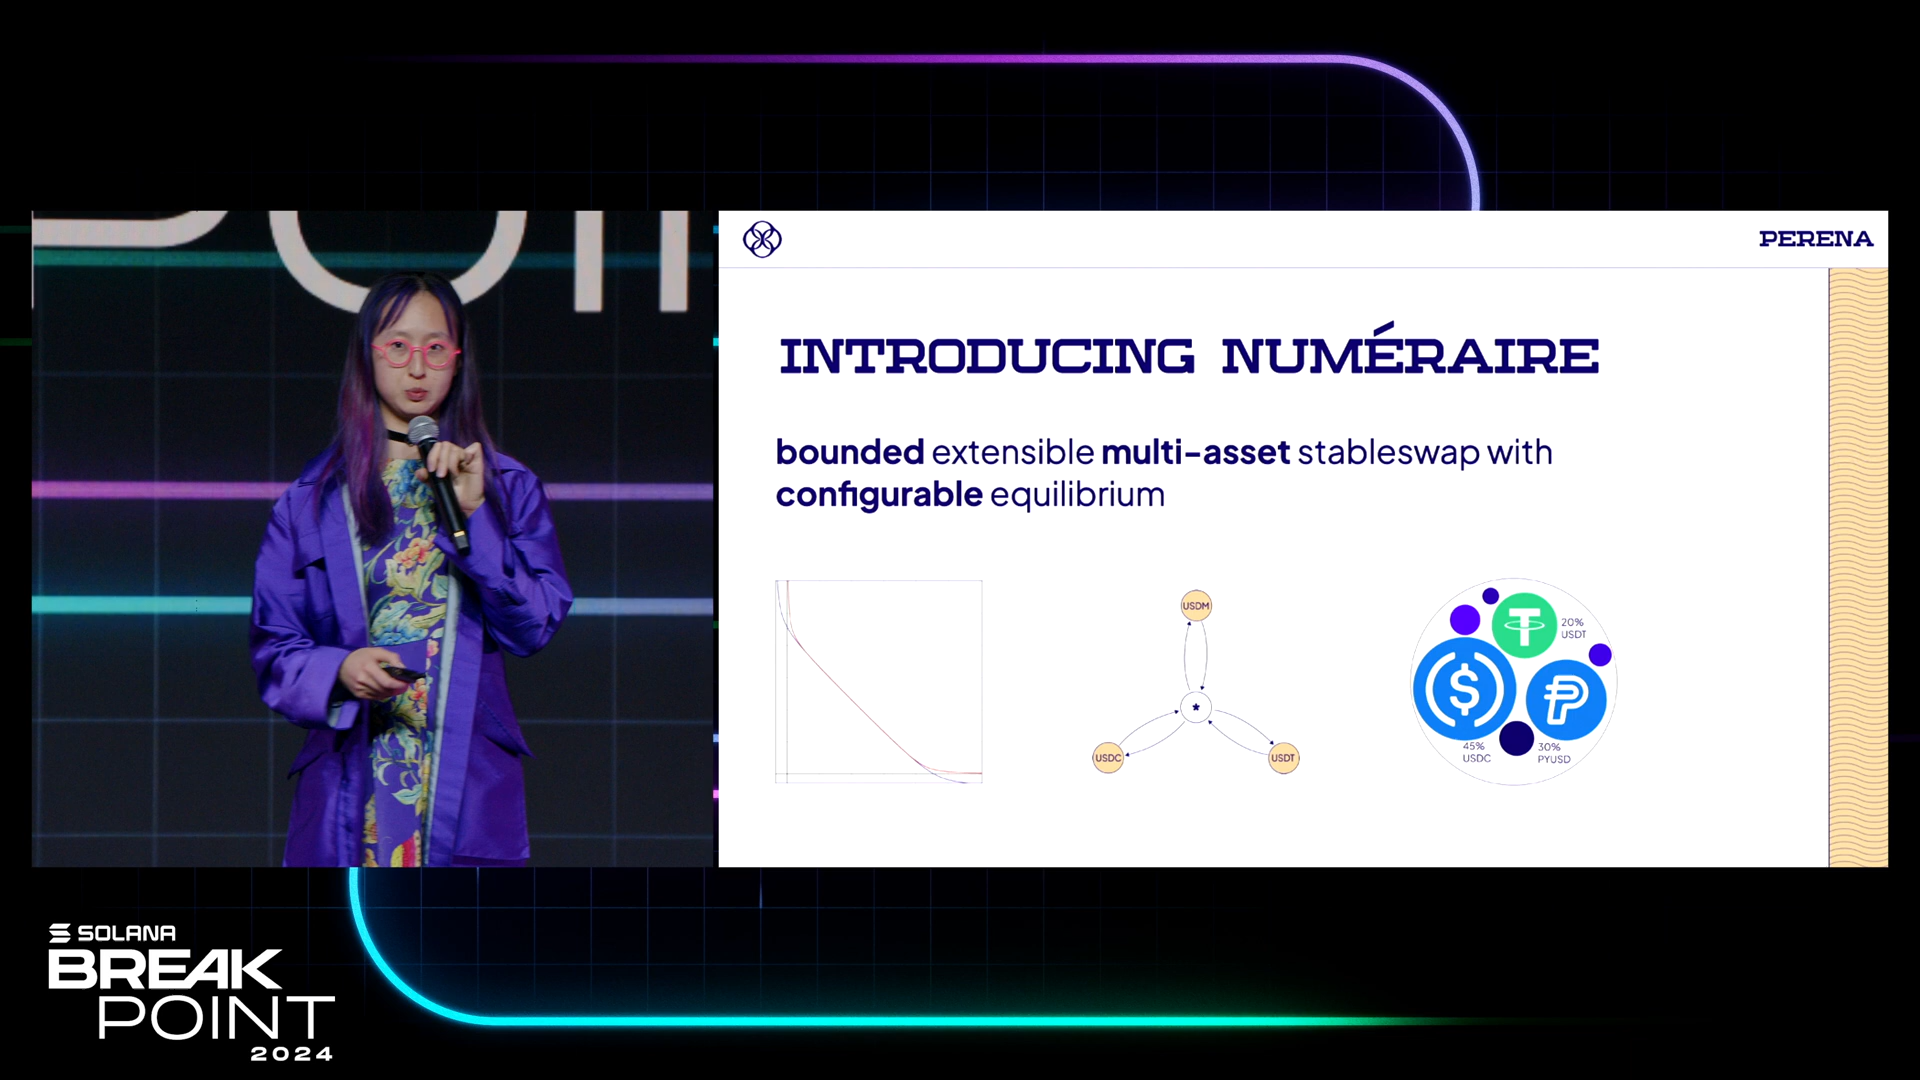 POINT
PERENA
INTRODUCING NUMÉRAIRE
bounded extensible multi-asset stableswap with
configurable equilibrium
USDM
USDC
USDT
20%
USDT
45%
USDC
30%
PYUSD
SOLANA
BREAK
POINT
2024